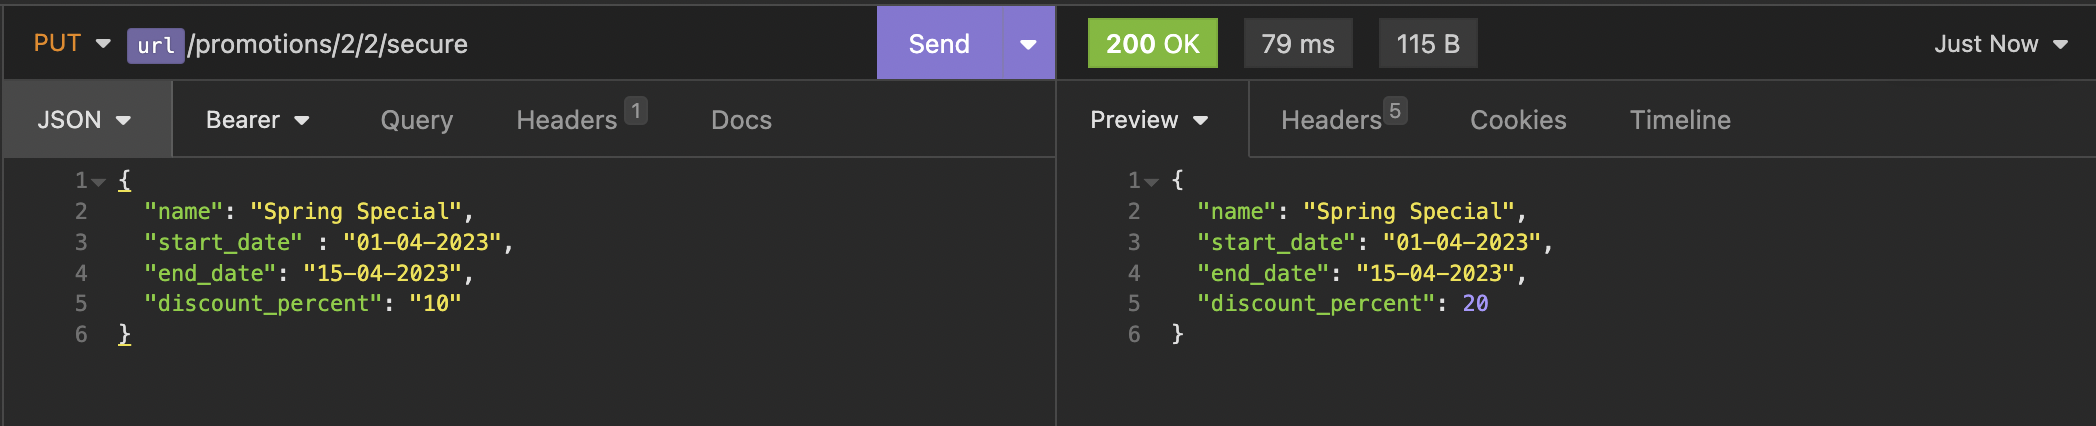 PUT url/promotions/2/2/secure Send 200 OK 79 ms 115 B Just Now
JSON Bearer Query Headers 1 Docs Preview Headers 5 Cookies Timeline
1 {
2 "name": "Spring Special",
3 "start_date" : "01-04-2023",
4 "end_date": "15-04-2023",
5 "discount_percent": "10"
6 }
1 {
2 "name": "Spring Special",
3 "start_date": "01-04-2023",
4 "end_date": "15-04-2023",
5 "discount_percent": 20
6 }